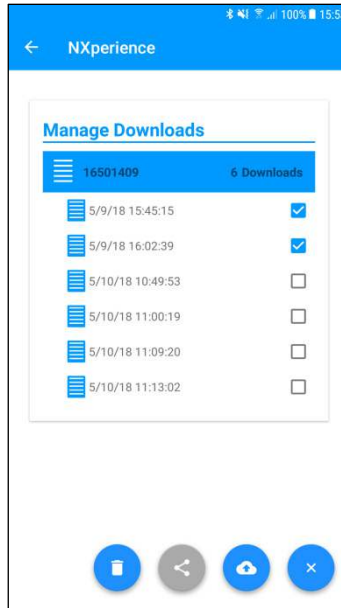 100% 15:5
NXperience
Manage Downloads
16501409 6 Downloads
5/9/18 15:45:15
5/9/18 16:02:39
5/10/18 10:49:53
5/10/18 11:00:19
5/10/18 11:09:20
5/10/18 11:13:02